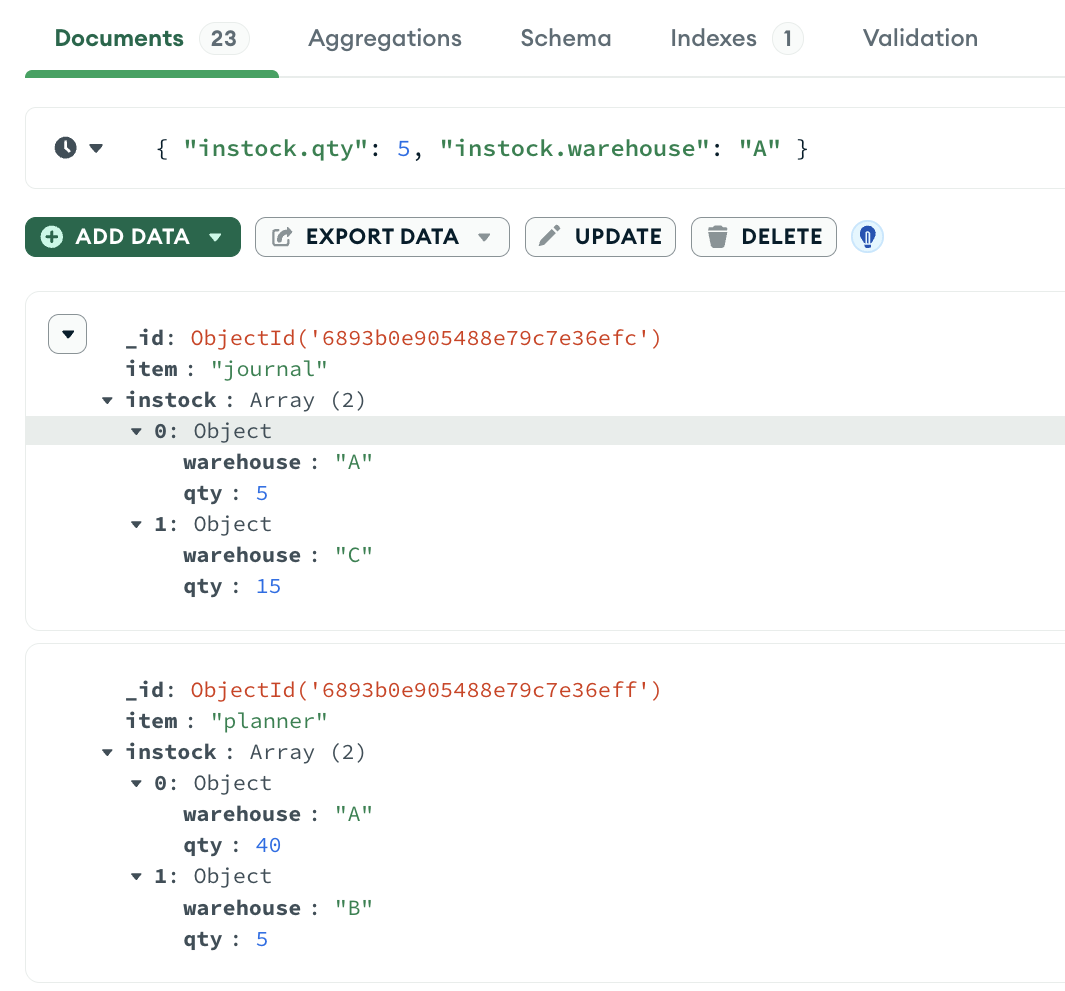 Documents 23 Aggregations Schema Indexes 1 Validation
{ "instock.qty": 5, "instock.warehouse": "A" }
ADD DATA EXPORT DATA UPDATE DELETE
_id: ObjectId('6893b0e905488e79c7e36efc')
item : "journal"
instock : Array (2)
0: Object
warehouse : "A"
qty : 5
1: Object
warehouse : "C"
qty : 15
_id: ObjectId('6893b0e905488e79c7e36eff')
item : "planner"
instock : Array (2)
0: Object
warehouse : "A"
qty : 40
1: Object
warehouse : "B"
qty : 5